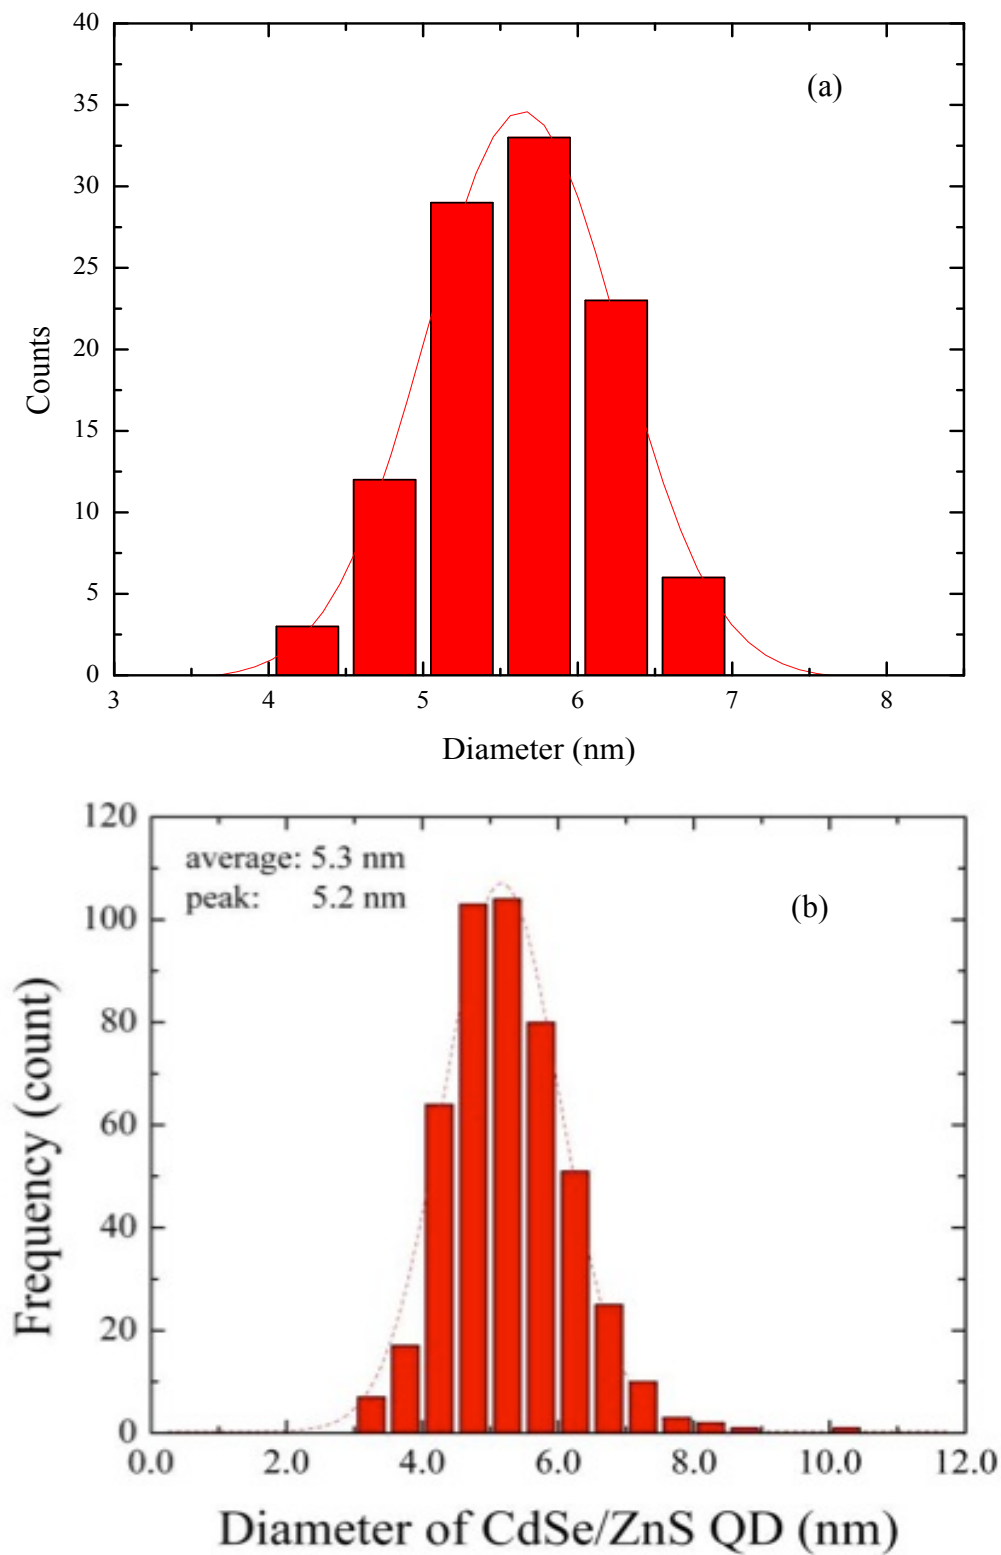 40
(a)
35
30
25
20
15
10
5
0
Counts
3 4 5 6 7 8
Diameter (nm)
120
average: 5.3 nm
peak: 5.2 nm
(b)
100
80
60
40
20
0
Frequency (count)
0.0 2.0 4.0 6.0 8.0 10.0 12.0
Diameter of CdSe/ZnS QD (nm)